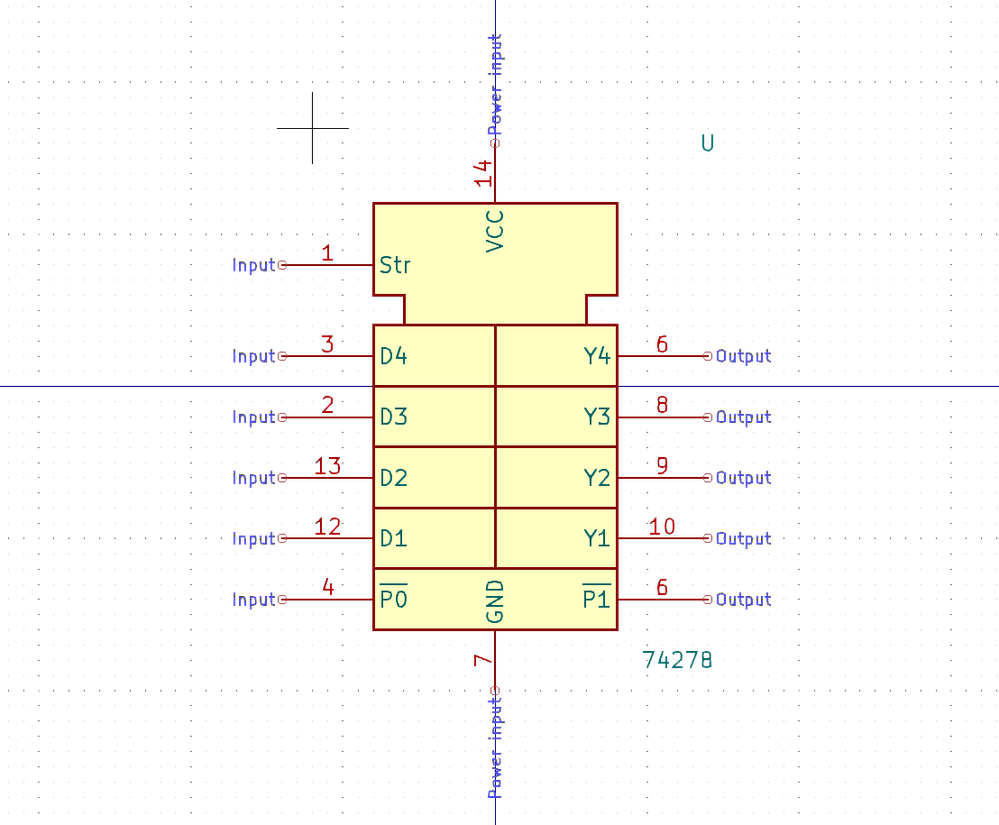 Power input
U
14
VCC
Input 1 Str
Input 3 D4 Y4 6 Output
Input 2 D3 Y3 8 Output
Input 13 D2 Y2 9 Output
Input 12 D1 Y1 10 Output
Input 4 P0 GND P1 6 Output
7
74278
Power input